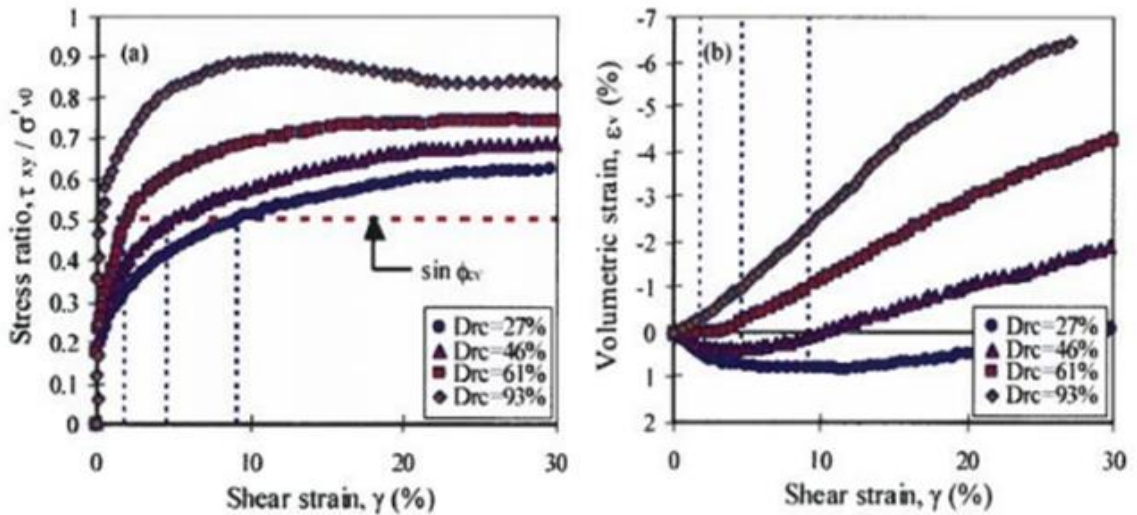 (a)
Stress ratio, τ xy / σ'v0
1
0.9
0.8
0.7
0.6
0.5
0.4
0.3
0.2
0.1
0
sin ϕcv
Drc=27%
Drc=46%
Drc=61%
Drc=93%
0 10 20 30
Shear strain, γ (%)
(b)
Volumetric strain, εv (%)
-7
-6
-5
-4
-3
-2
-1
0
1
2
Drc=27%
Drc=46%
Drc=61%
Drc=93%
0 10 20 30
Shear strain, γ (%)